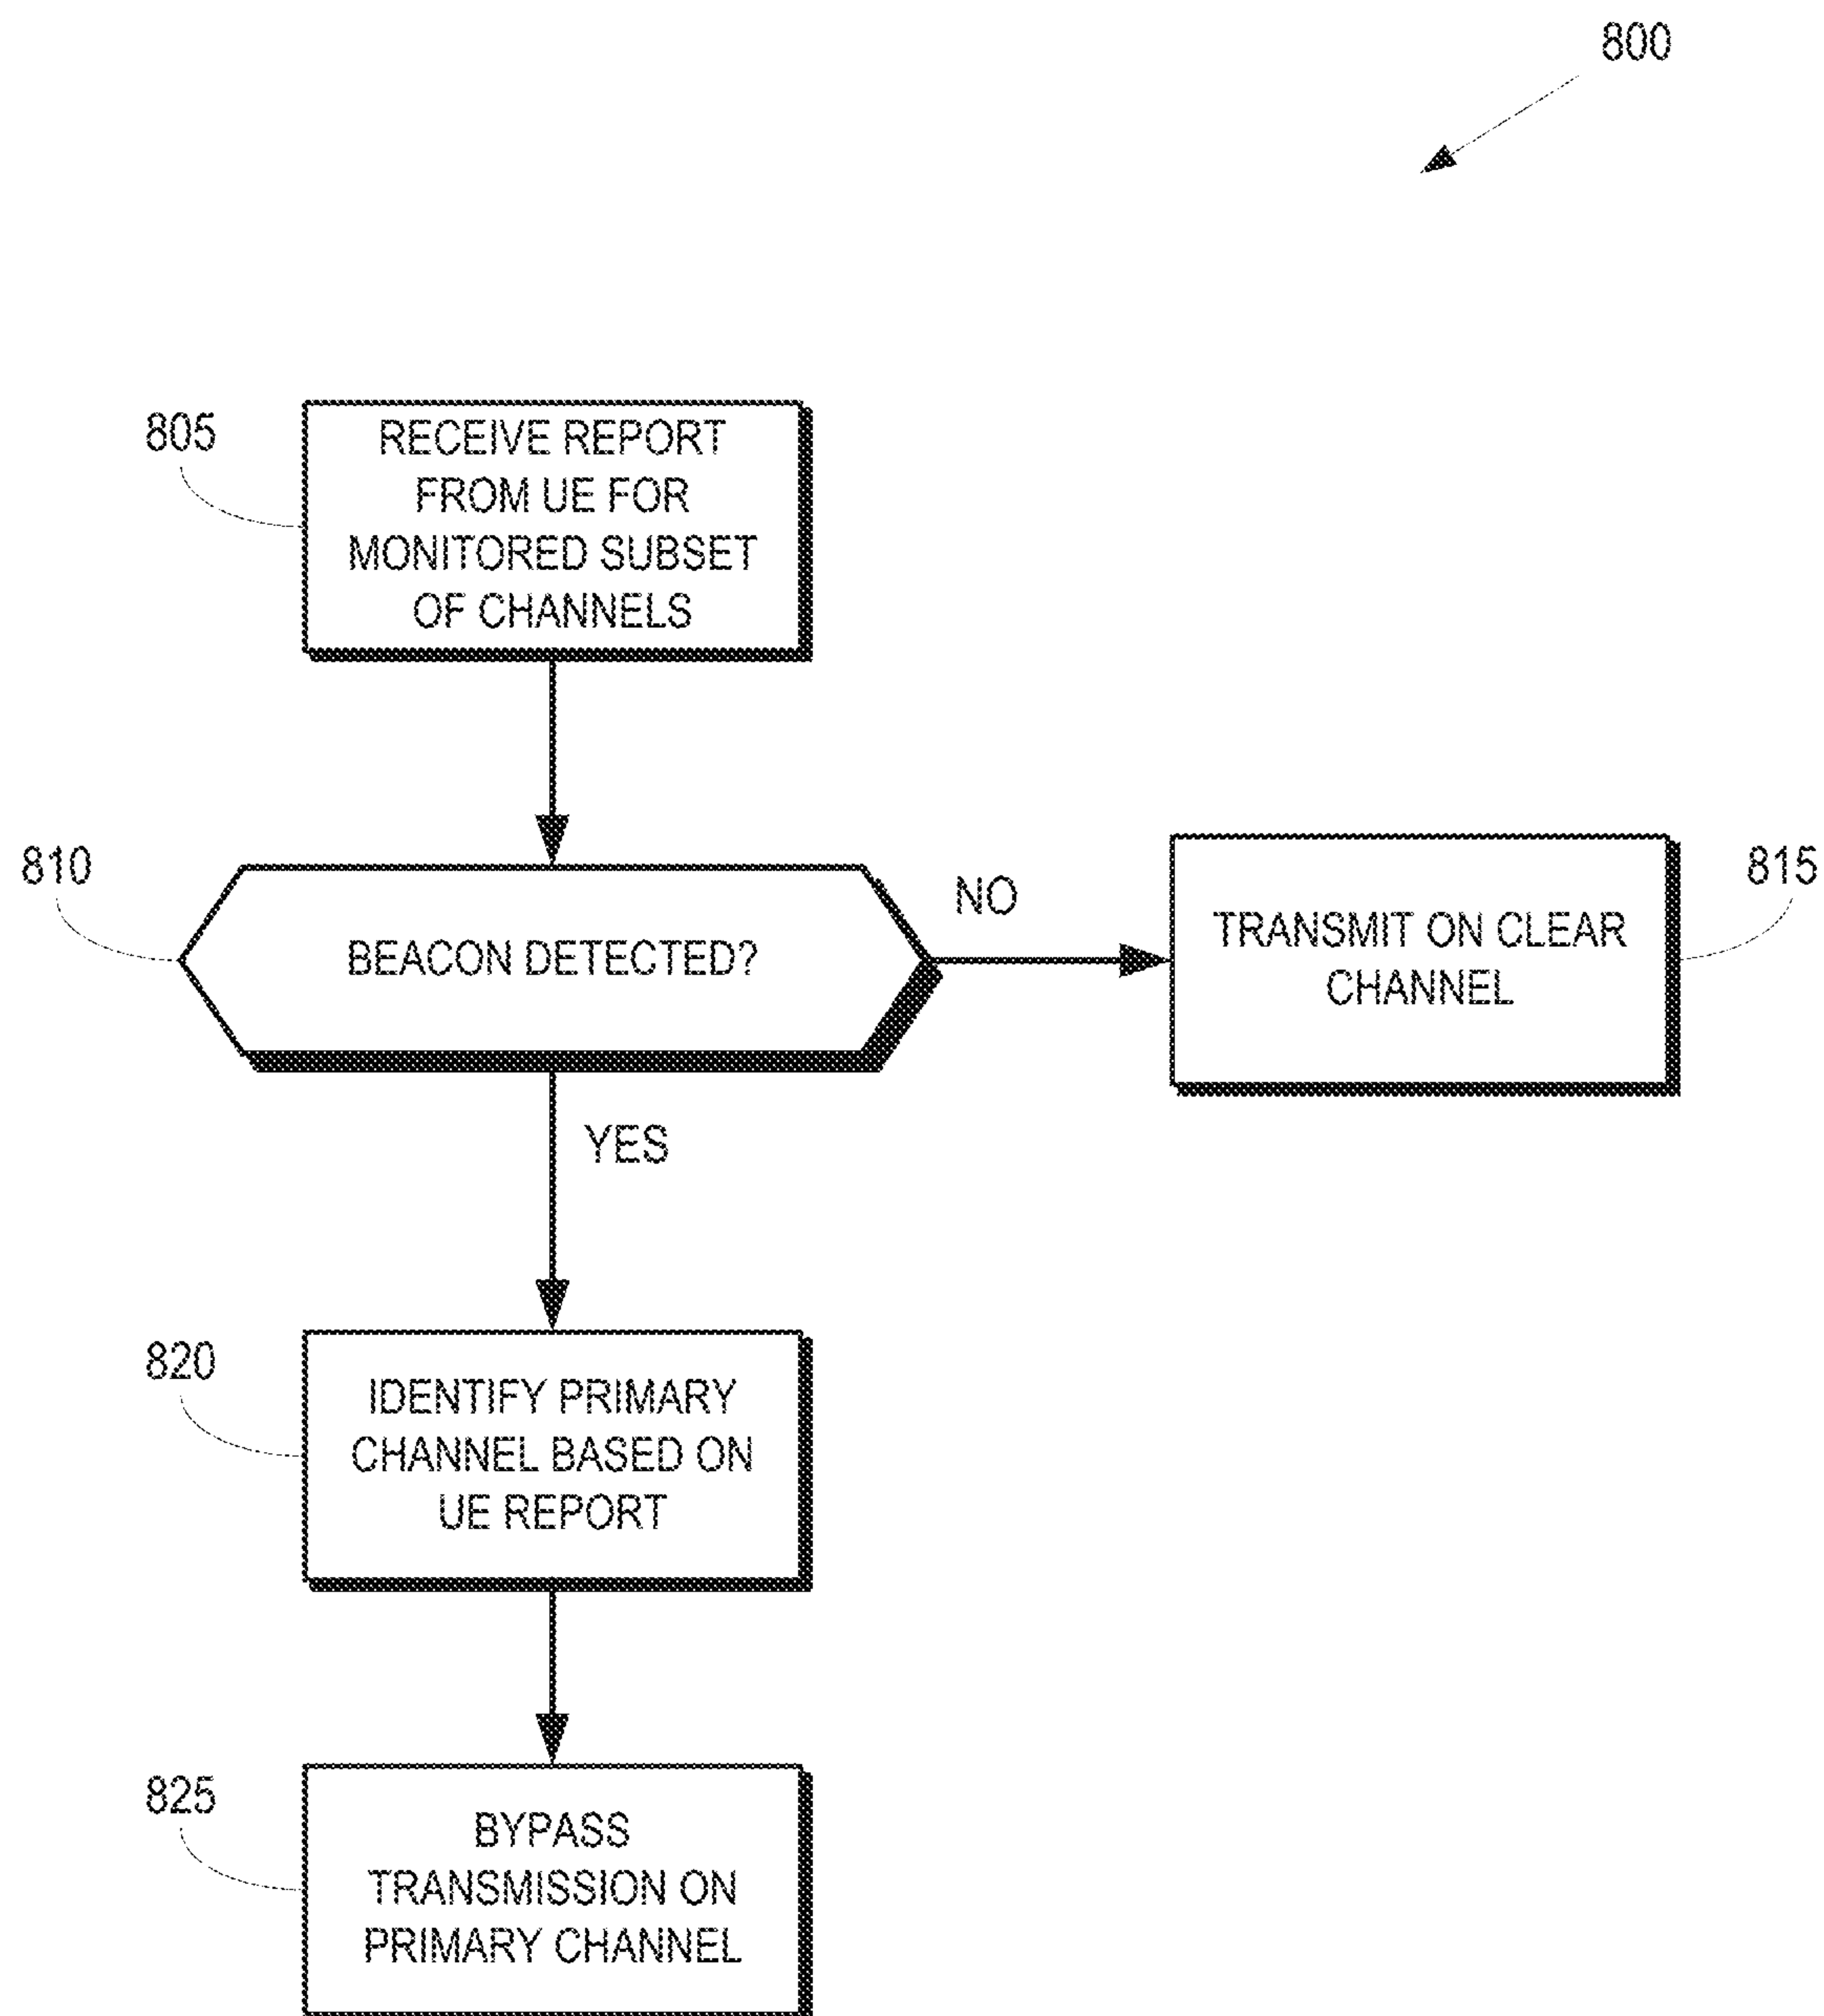 800
805
RECEIVE REPORT
FROM UE FOR
MONITORED SUBSET
OF CHANNELS
810
BEACON DETECTED?
NO
815
TRANSMIT ON CLEAR
CHANNEL
YES
820
IDENTIFY PRIMARY
CHANNEL BASED ON
UE REPORT
825
BYPASS
TRANSMISSION ON
PRIMARY CHANNEL